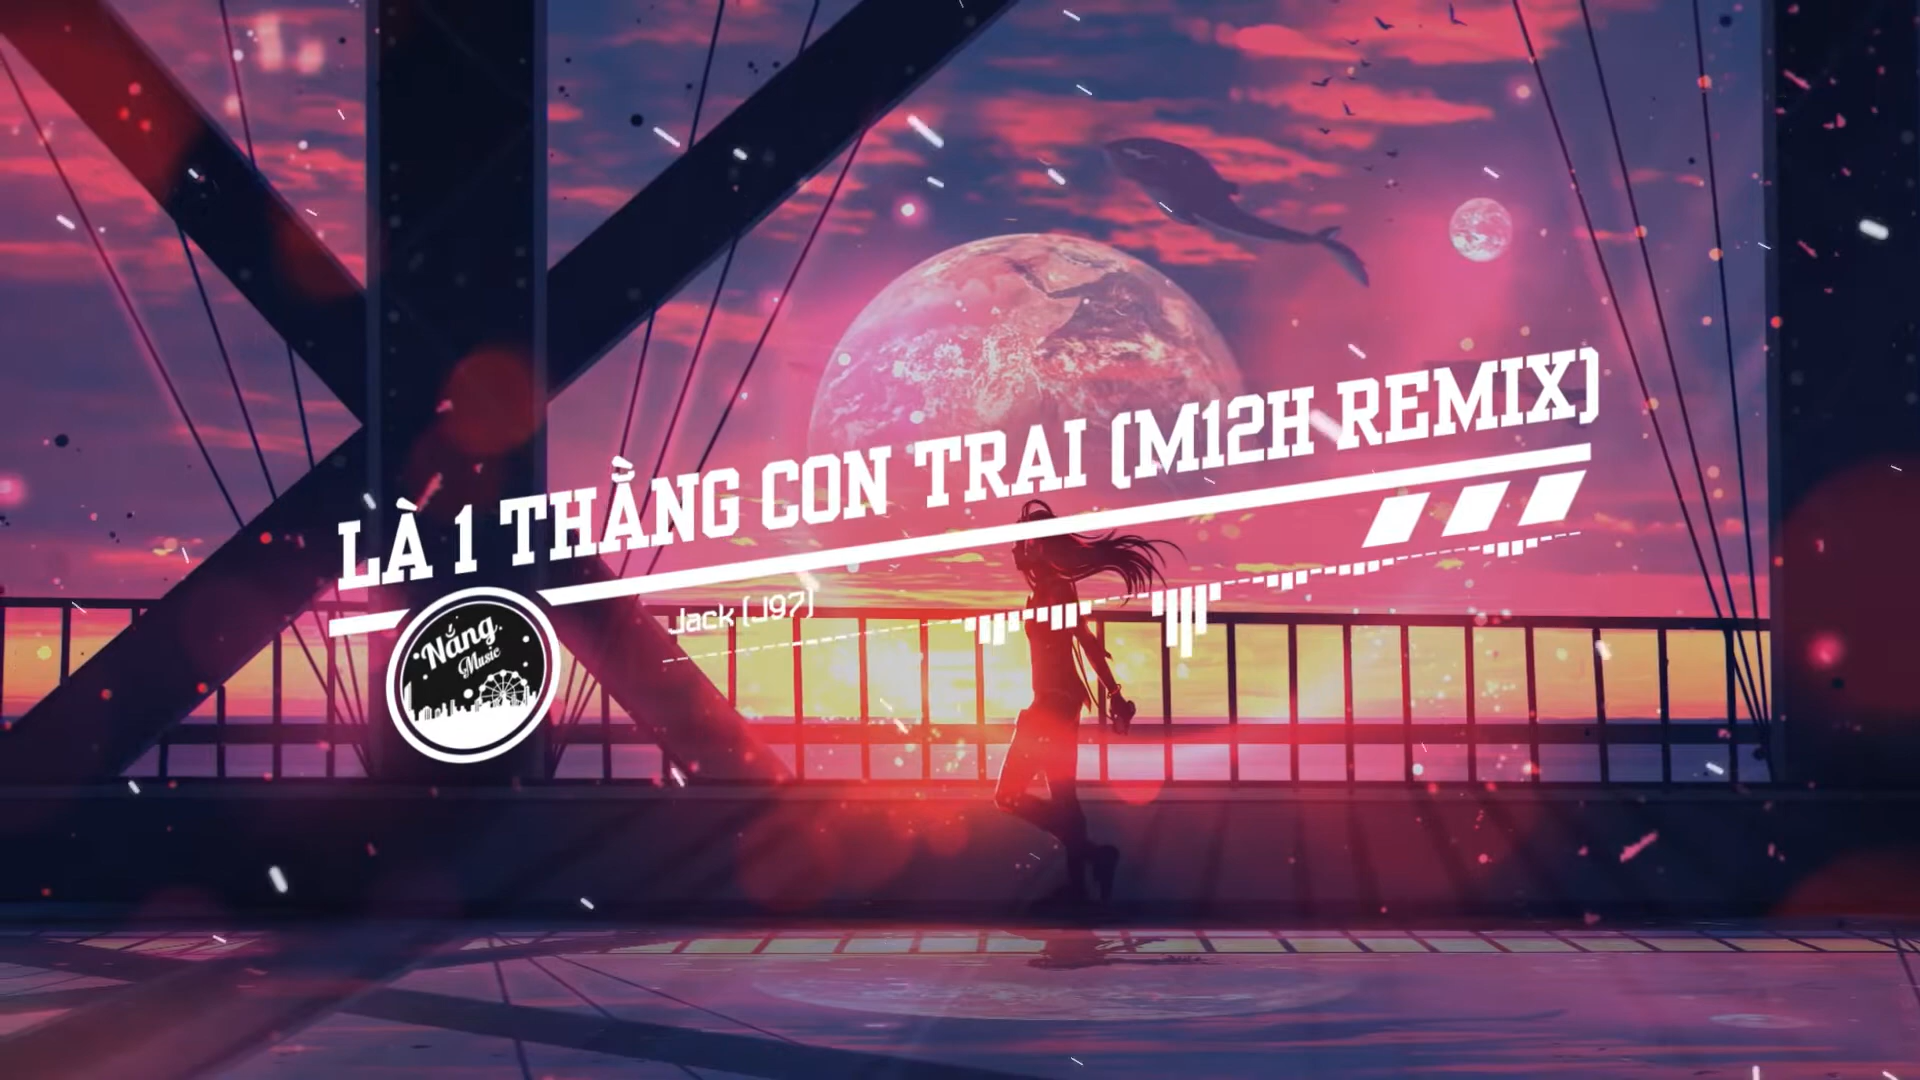 LÀ 1 THẰNG CON TRAI (M12H REMIX)
Jack (J97)
Nắng
Music